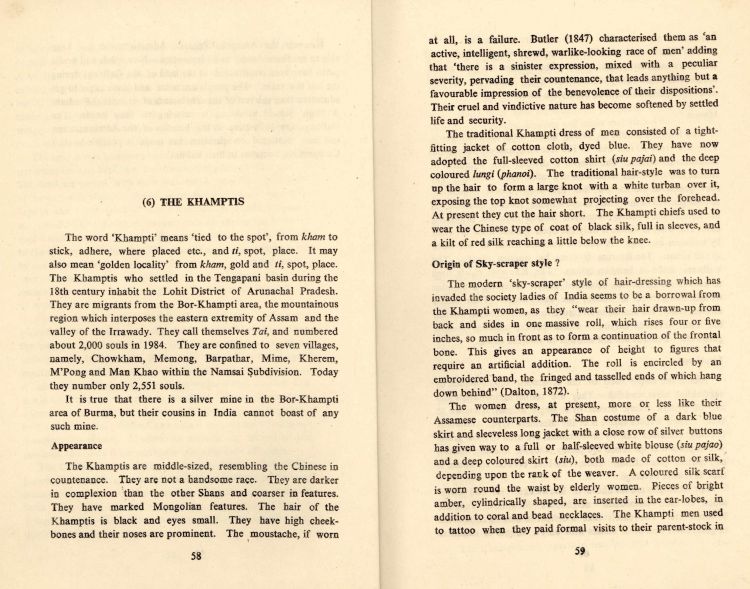 (6) THE KHAMPTIS
The word 'Khampti' means 'tied to the spot', from kham to
stick, adhere, where placed etc., and ti, spot, place. It may
also mean 'golden locality' from kham, gold and ti, spot, place.
The Khamptis who settled in the Tengapani basin during the
18th century inhabit the Lohit District of Arunachal Pradesh.
They are migrants from the Bor-Khampti area, the mountainous
region which interposes the eastern extremity of Assam and the
valley of the Irrawady. They call themselves Tai, and numbered
about 2,000 souls in 1984. They are confined to seven villages,
namely, Chowkham, Memong, Barpathar, Mime, Kherem,
M'Pong and Man Khao within the Namsai Subdivision. Today
they number only 2,551 souls.
It is true that there is a silver mine in the Bor-Khampti
area of Burma, but their cousins in India cannot boast of any
such mine.
Appearance
The Khamptis are middle-sized, resembling the Chinese in
countenance. They are not a handsome race. They are darker
in complexion than the other Shans and coarser in features.
They have marked Mongolian features. The hair of the
Khamptis is black and eyes small. They have high cheek-
bones and their noses are prominent. The moustache, if worn
58
at all, is a failure. Butler (1847) characterised them as 'an
active, intelligent, shrewd, warlike-looking race of men' adding
that 'there is a sinister expression, mixed with a peculiar
severity, pervading their countenance, that leads anything but a
favourable impression of the benevolence of their dispositions'.
Their cruel and vindictive nature has become softened by settled
life and security.
The traditional Khampti dress of men consisted of a tight-
fitting jacket of cotton cloth, dyed blue. They have now
adopted the full-sleeved cotton shirt (siu pajai) and the deep
coloured lungi (phanoi). The traditional hair-style was to turn
up the hair to form a large knot with a white turban over it,
exposing the top knot somewhat projecting over the forehead.
At present they cut the hair short. The Khampti chiefs used to
wear the Chinese type of coat of black silk, full in sleeves, and
a kilt of red silk reaching a little below the knee.
Origin of Sky-scraper style ?
The modern 'sky-scraper' style of hair-dressing which has
invaded the society ladies of India seems to be a borrowal from
the Khampti women, as they "wear their hair drawn-up from
back and sides in one massive roll, which rises four or five
inches, so much in front as to form a continuation of the frontal
bone. This gives an appearance of height to figures that
require an artificial addition. The roll is encircled by an
embroidered band, the fringed and tasselled ends of which hang
down behind" (Dalton, 1872).
The women dress, at present, more or less like their
Assamese counterparts. The Shan costume of a dark blue
skirt and sleeveless long jacket with a close row of silver buttons
has given way to a full or half-sleeved white blouse (siu pajao)
and a deep coloured skirt (siu), both made of cotton or silk,
depending upon the rank of the weaver. A coloured silk scarf
is worn round the waist by elderly women. Pieces of bright
amber, cylindrically shaped, are inserted in the ear-lobes, in
addition to coral and bead necklaces. The Khampti men used
to tattoo when they paid formal visits to their parent-stock in
59